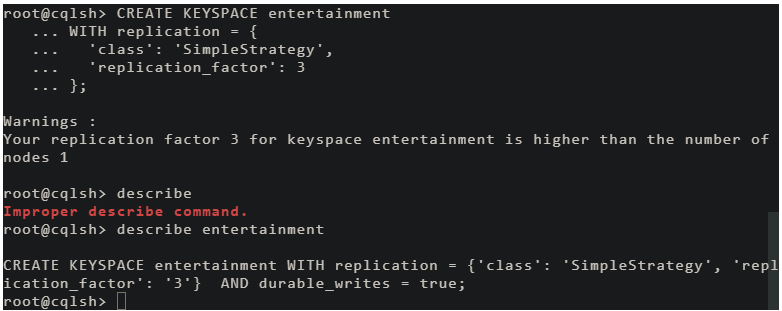 root@cqlsh> CREATE KEYSPACE entertainment
   ... WITH replication = {
   ...   'class': 'SimpleStrategy',
   ...   'replication_factor': 3
   ... };

Warnings :
Your replication factor 3 for keyspace entertainment is higher than the number of
nodes 1

root@cqlsh> describe
Improper describe command.
root@cqlsh> describe entertainment

CREATE KEYSPACE entertainment WITH replication = {'class': 'SimpleStrategy', 'repl
ication_factor': '3'}  AND durable_writes = true;
root@cqlsh>